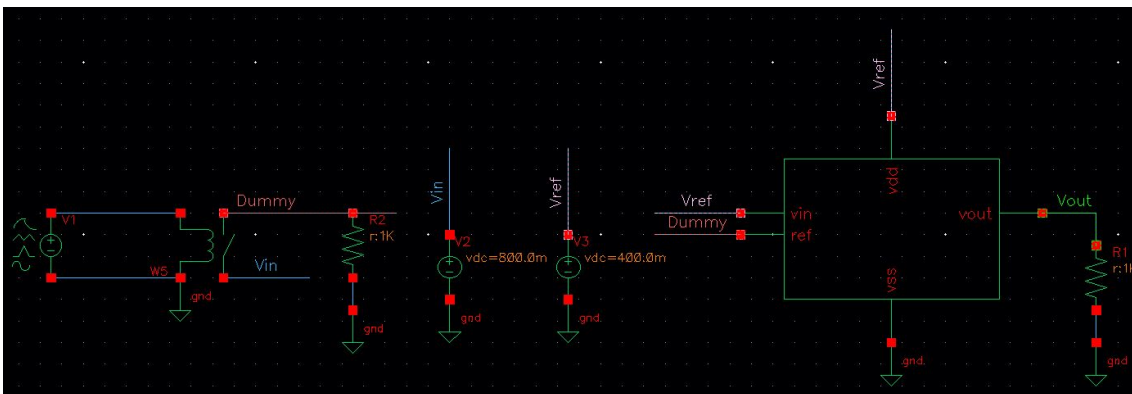 V1
W5
gnd
Dummy
Vin
R2
r:1K
gnd
Vin
V2
vdc=800.0m
gnd
Vref
V3
vdc=400.0m
gnd
Vref
Vref
Dummy
vin
ref
vdd
vss
vout
gnd
Vout
R1
gnd